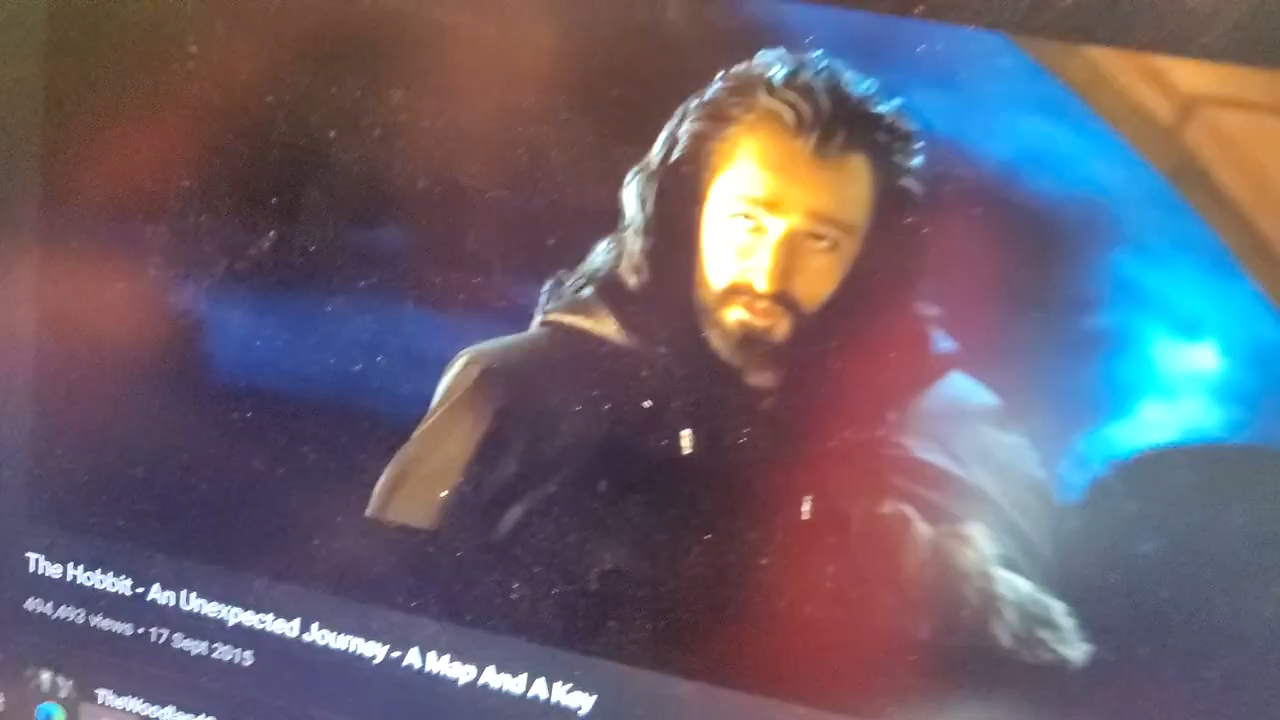 The Hobbit - An Unexpected Journey - A Map And A Key
494,493 views • 17 Sept 2015